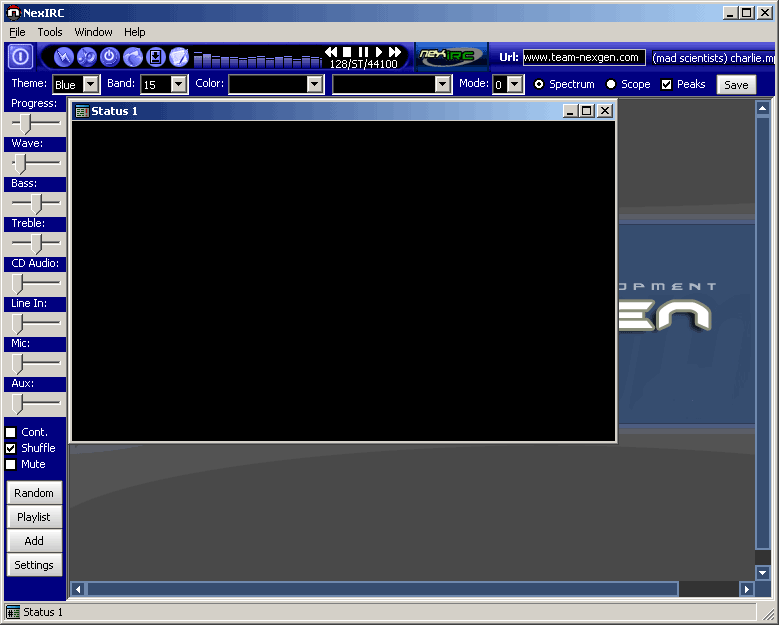 NexIRC
File Tools Window Help
128/ST/44100
nexIRC
Url: www.team-nexgen.com (mad scientists) charlie.mp
Theme: Blue Band: 15 Color: Mode: 0 Spectrum Scope Peaks Save
Progress:
Wave:
Bass:
Treble:
CD Audio:
Line In:
Mic:
Aux:
Cont.
Shuffle
Mute
Random
Playlist
Add
Settings
Status 1
OPMENT
EN
Status 1